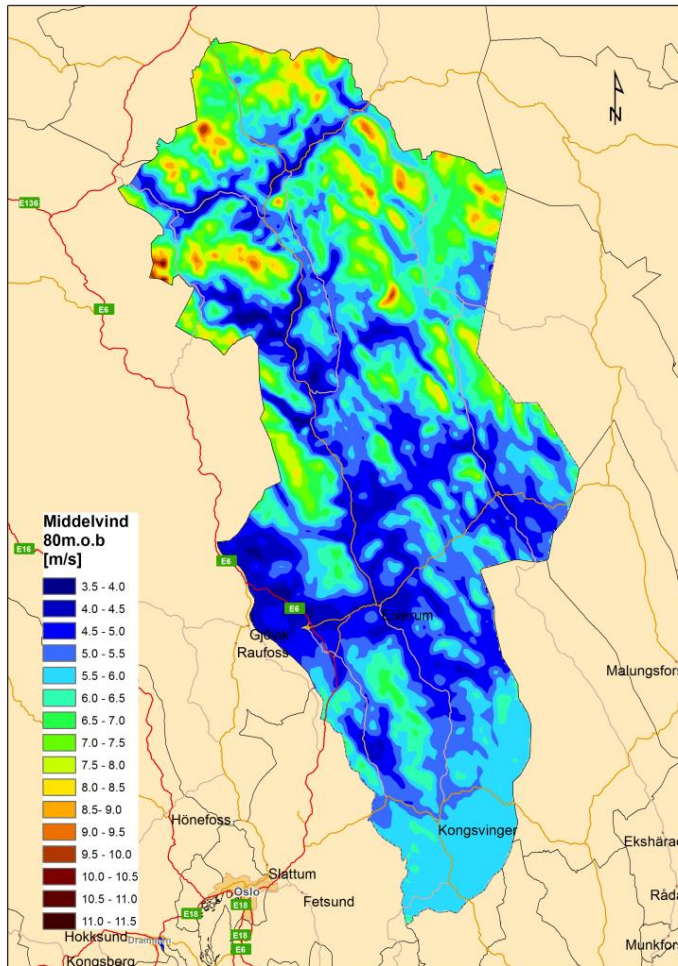 N
E136
E6
Middelvind
80m.o.b
[m/s]
3.5 - 4.0
4.0 - 4.5
4.5 - 5.0
5.0 - 5.5
5.5 - 6.0
6.0 - 6.5
6.5 - 7.0
7.0 - 7.5
7.5 - 8.0
8.0 - 8.5
8.5- 9.0
9.0 - 9.5
9.5 - 10.0
10.0 - 10.5
10.5 - 11.0
11.0 - 11.5
E16
E6
E6
Elverum
Gjövik
Raufoss
Malungsfors
Hönefoss
Kongsvinger
Ekshärad
Slattum
Oslo
Fetsund
Råda
E18
E18
E18
E6
Hokksund
Drammen
Kongsberg
Munkfors